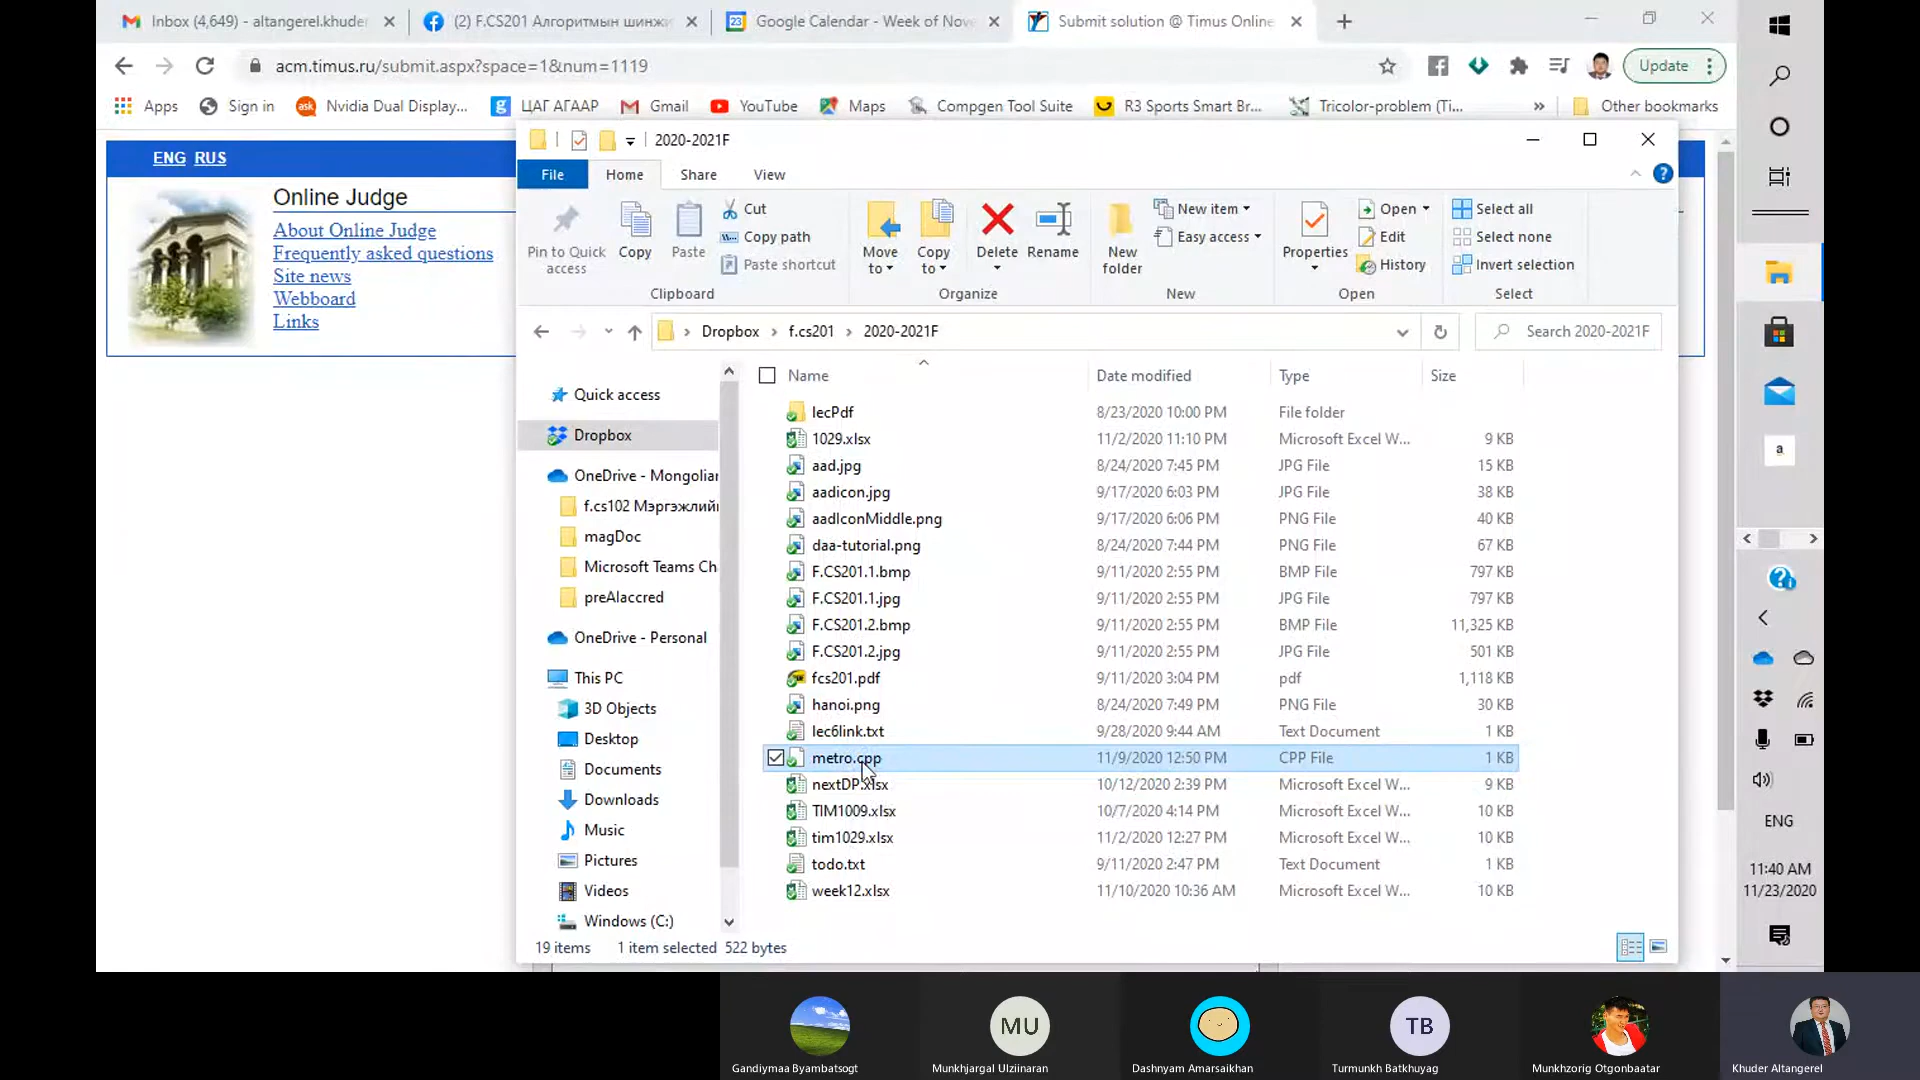 Inbox (4,649) - altangerel.khude
(2) F.CS201 Алгоритмын шинжи
Google Calendar - Week of Nove
Submit solution @ Timus Online
acm.timus.ru/submit.aspx?space=1&num=1119
Update
Apps
Sign in
Nvidia Dual Display...
ЦАГ АГААР
Gmail
YouTube
Maps
Compgen Tool Suite
R3 Sports Smart Br...
Tricolor-problem (Ti...
»
Other bookmarks
ENG RUS
Online Judge
About Online Judge
Frequently asked questions
Site news
Webboard
Links
2020-2021F
File
Home
Share
View
Pin to Quick access
Copy
Paste
Cut
Copy path
Paste shortcut
Clipboard
Move to
Copy to
Delete
Rename
Organize
New folder
New item
Easy access
New
Properties
Open
Edit
History
Open
Select all
Select none
Invert selection
Select
Dropbox › f.cs201 › 2020-2021F
Search 2020-2021F
Quick access
Dropbox
OneDrive - Mongolian
f.cs102 Мэргэжлийн
magDoc
Microsoft Teams Ch
preAlaccred
OneDrive - Personal
This PC
3D Objects
Desktop
Documents
Downloads
Music
Pictures
Videos
Windows (C:)
Name Date modified Type Size
lecPdf 8/23/2020 10:00 PM File folder
1029.xlsx 11/2/2020 11:10 PM Microsoft Excel W... 9 KB
aad.jpg 8/24/2020 7:45 PM JPG File 15 KB
aadicon.jpg 9/17/2020 6:03 PM JPG File 38 KB
aadIconMiddle.png 9/17/2020 6:06 PM PNG File 40 KB
daa-tutorial.png 8/24/2020 7:44 PM PNG File 67 KB
F.CS201.1.bmp 9/11/2020 2:55 PM BMP File 797 KB
F.CS201.1.jpg 9/11/2020 2:55 PM JPG File 797 KB
F.CS201.2.bmp 9/11/2020 2:55 PM BMP File 11,325 KB
F.CS201.2.jpg 9/11/2020 2:55 PM JPG File 501 KB
fcs201.pdf 9/11/2020 3:04 PM pdf 1,118 KB
hanoi.png 8/24/2020 7:49 PM PNG File 30 KB
lec6link.txt 9/28/2020 9:44 AM Text Document 1 KB
metro.cpp 11/9/2020 12:50 PM CPP File 1 KB
nextDP.xlsx 10/12/2020 2:39 PM Microsoft Excel W... 9 KB
TIM1009.xlsx 10/7/2020 4:14 PM Microsoft Excel W... 10 KB
tim1029.xlsx 11/2/2020 12:27 PM Microsoft Excel W... 10 KB
todo.txt 9/11/2020 2:47 PM Text Document 1 KB
week12.xlsx 11/10/2020 10:36 AM Microsoft Excel W... 10 KB
19 items 1 item selected 522 bytes
a
ENG
11:40 AM
11/23/2020
MU
TB
Gandiymaa Byambatsogt
Munkhjargal Ulziinaran
Dashnyam Amarsaikhan
Turmunkh Batkhuyag
Munkhzorig Otgonbaatar
Khuder Altangerel